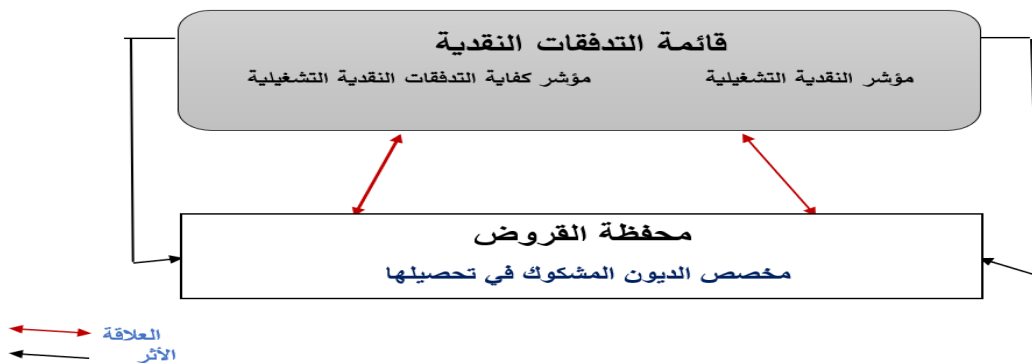 قائمة التدفقات النقدية
مؤشر النقدية التشغيلية مؤشر كفاية التدفقات النقدية التشغيلية
محفظة القروض
مخصص الديون المشكوك في تحصيلها
العلاقة
الأثر